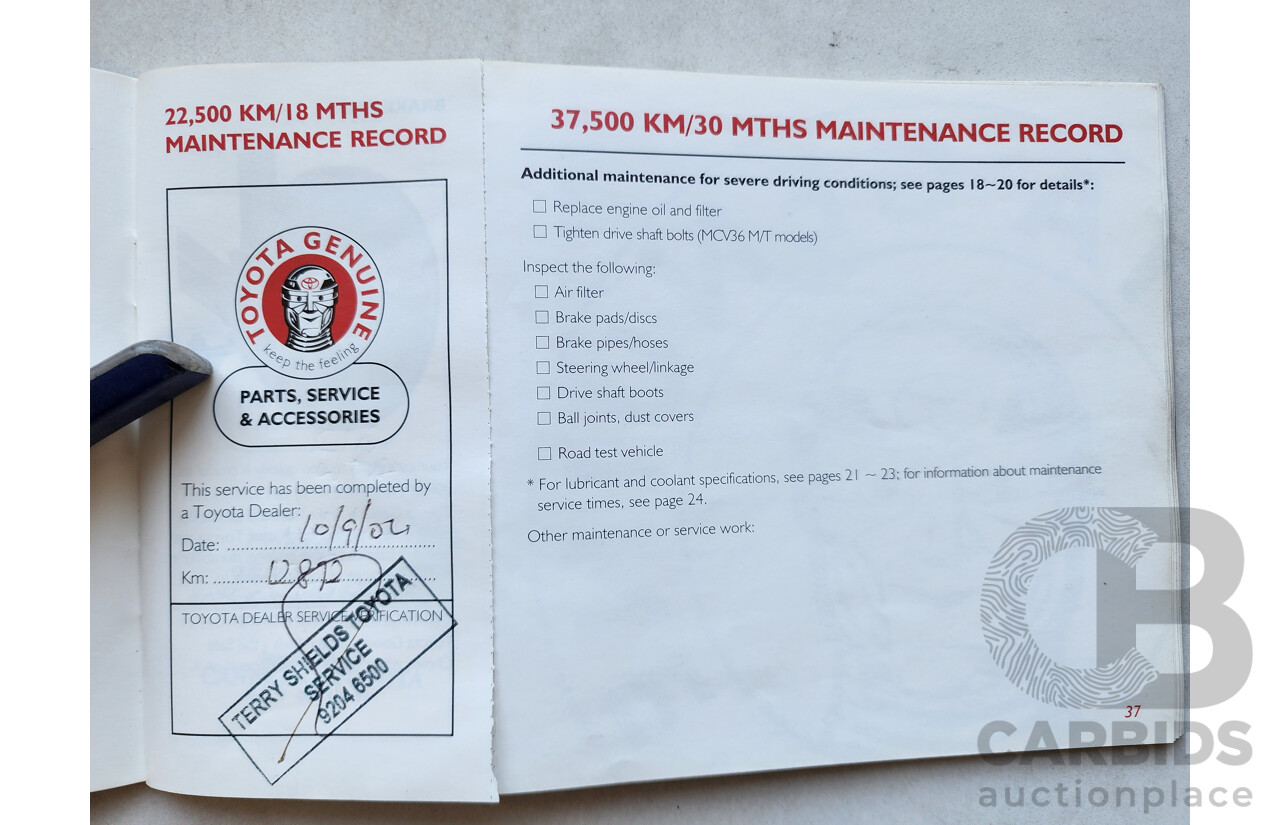 22,500 KM/18 MTHS
MAINTENANCE RECORD
TOYOTA GENUINE
keep the feeling
PARTS, SERVICE
& ACCESSORIES
This service has been completed by
a Toyota Dealer:
Date: 10/9/04
Km: 12892
TOYOTA DEALER SERVICE VERIFICATION
TERRY SHIELDS TOYOTA
SERVICE
9204 6500
37,500 KM/30 MTHS MAINTENANCE RECORD
Additional maintenance for severe driving conditions; see pages 18~20 for details*:
Replace engine oil and filter
Tighten drive shaft bolts (MCV36 M/T models)
Inspect the following:
Air filter
Brake pads/discs
Brake pipes/hoses
Steering wheel/linkage
Drive shaft boots
Ball joints, dust covers
Road test vehicle
* For lubricant and coolant specifications, see pages 21 ~ 23; for information about maintenance
service times, see page 24.
Other maintenance or service work:
37
CB
CARBIDS
auctionplace